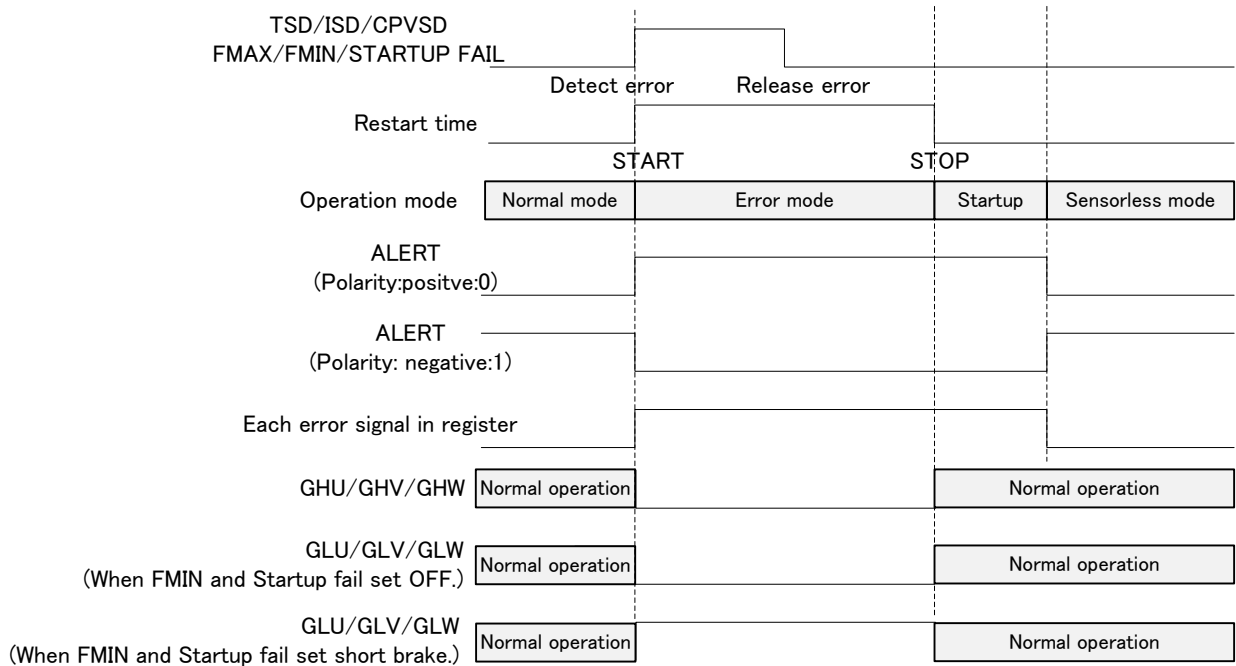 TSD/ISD/CPVSD
FMAX/FMIN/STARTUP FAIL
Detect error
Release error
Restart time
START
STOP
Operation mode
Normal mode
Error mode
Startup
Sensorless mode
ALERT
(Polarity:positve:0)
ALERT
(Polarity: negative:1)
Each error signal in register
GHU/GHV/GHW
Normal operation
Normal operation
GLU/GLV/GLW
(When FMIN and Startup fail set OFF.)
Normal operation
Normal operation
GLU/GLV/GLW
(When FMIN and Startup fail set short brake.)
Normal operation
Normal operation